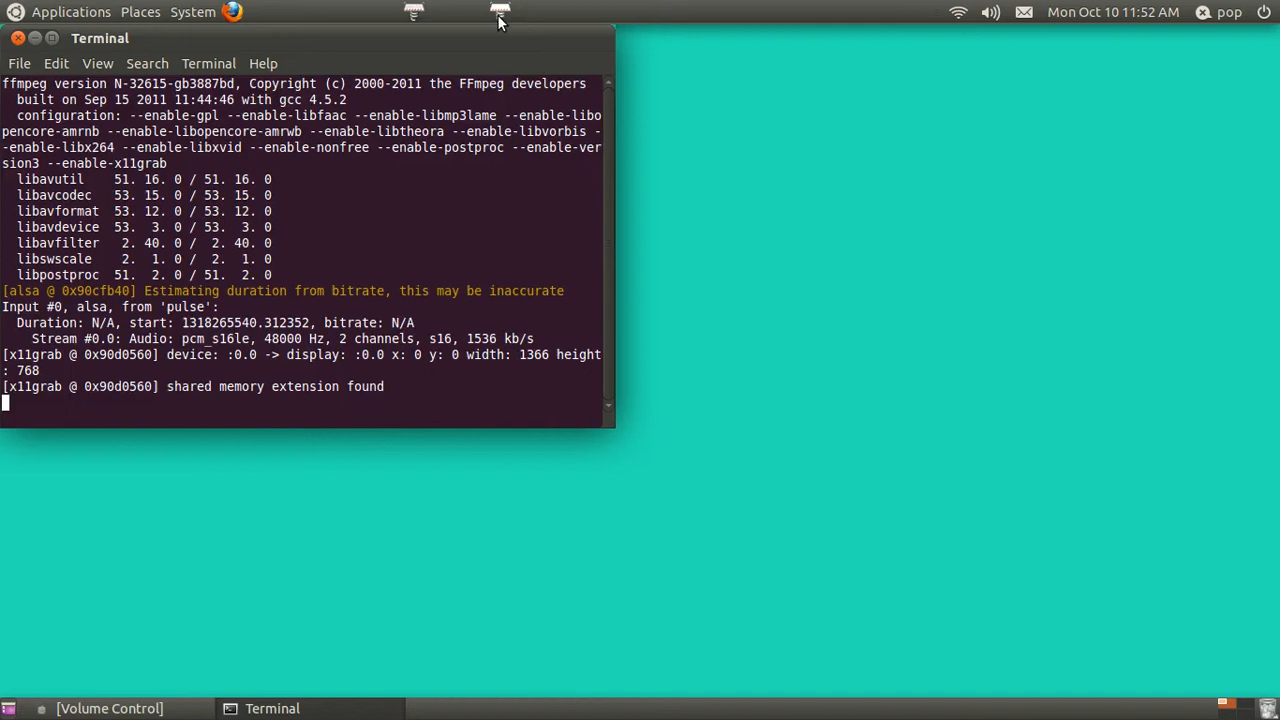 Applications Places System Mon Oct 10 11:52 AM pop
Terminal
File Edit View Search Terminal Help
ffmpeg version N-32615-gb3887bd, Copyright (c) 2000-2011 the FFmpeg developers
built on Sep 15 2011 11:44:46 with gcc 4.5.2
configuration: --enable-gpl --enable-libfaac --enable-libmp3lame --enable-libo
pencore-amrnb --enable-libopencore-amrwb --enable-libtheora --enable-libvorbis -
-enable-libx264 --enable-libxvid --enable-nonfree --enable-postproc --enable-ver
sion3 --enable-x11grab
libavutil 51. 16. 0 / 51. 16. 0
libavcodec 53. 15. 0 / 53. 15. 0
libavformat 53. 12. 0 / 53. 12. 0
libavdevice 53. 3. 0 / 53. 3. 0
libavfilter 2. 40. 0 / 2. 40. 0
libswscale 2. 1. 0 / 2. 1. 0
libpostproc 51. 2. 0 / 51. 2. 0
[alsa @ 0x90cfb40] Estimating duration from bitrate, this may be inaccurate
Input #0, alsa, from 'pulse':
Duration: N/A, start: 1318265540.312352, bitrate: N/A
Stream #0.0: Audio: pcm_s16le, 48000 Hz, 2 channels, s16, 1536 kb/s
[x11grab @ 0x90d0560] device: :0.0 -> display: :0.0 x: 0 y: 0 width: 1366 height
: 768
[x11grab @ 0x90d0560] shared memory extension found
[Volume Control] Terminal